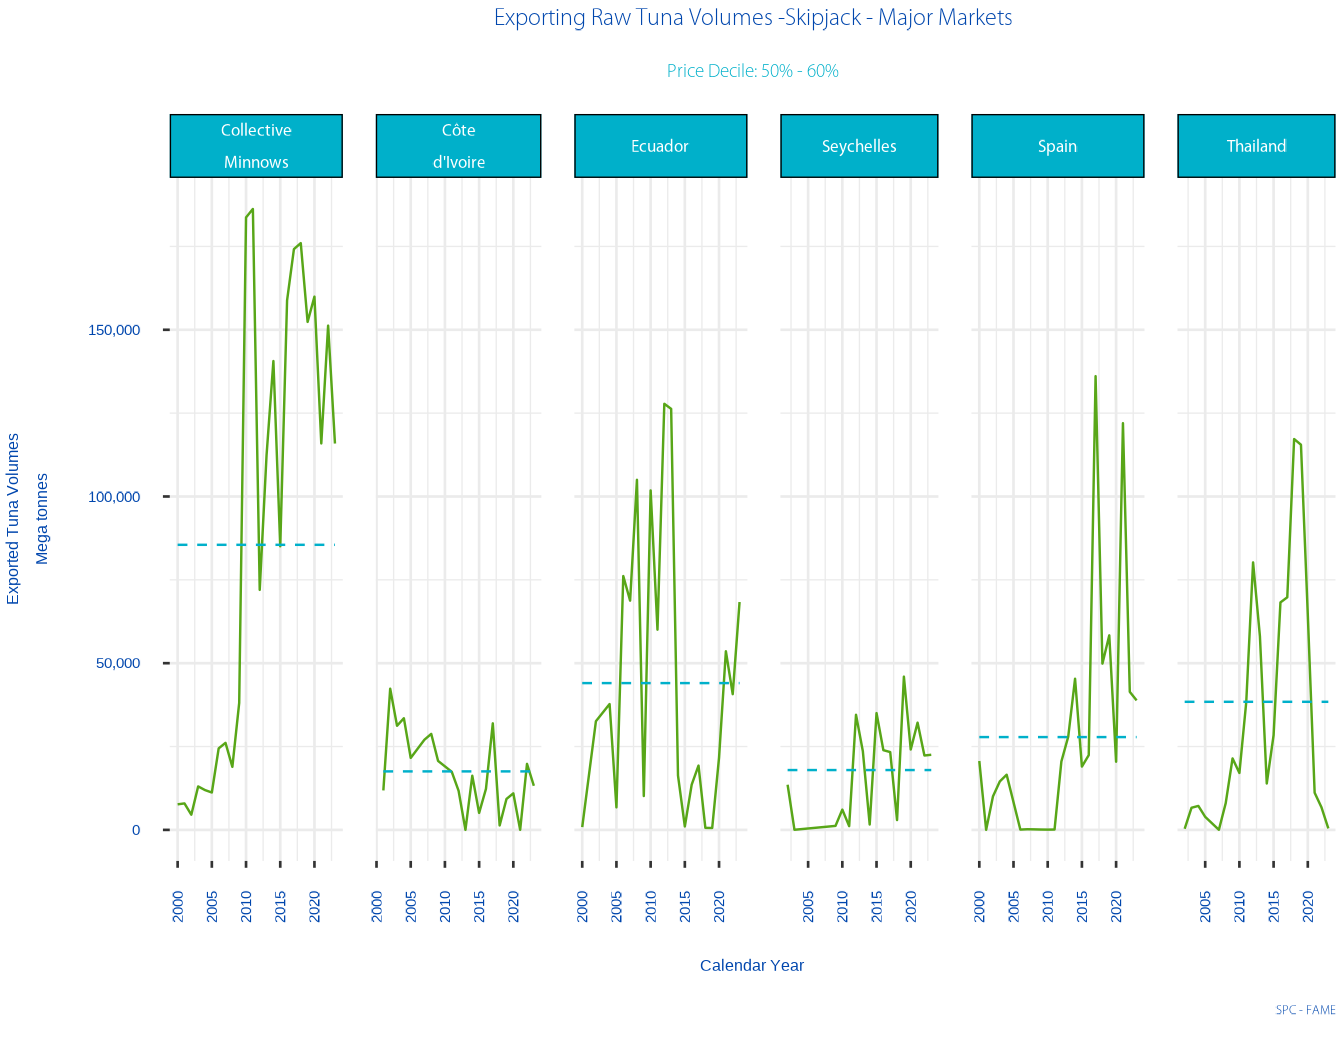 Exporting Raw Tuna Volumes -Skipjack - Major Markets
Price Decile: 50% - 60%
Collective
Minnows
Côte
d'Ivoire
Ecuador
Seychelles
Spain
Thailand
Exported Tuna Volumes
Mega tonnes
150,000
100,000
50,000
0
2000 2005 2010 2015 2020
2000 2005 2010 2015 2020
2000 2005 2010 2015 2020
2005 2010 2015 2020
2000 2005 2010 2015 2020
2005 2010 2015 2020
Calendar Year
SPC - FAME